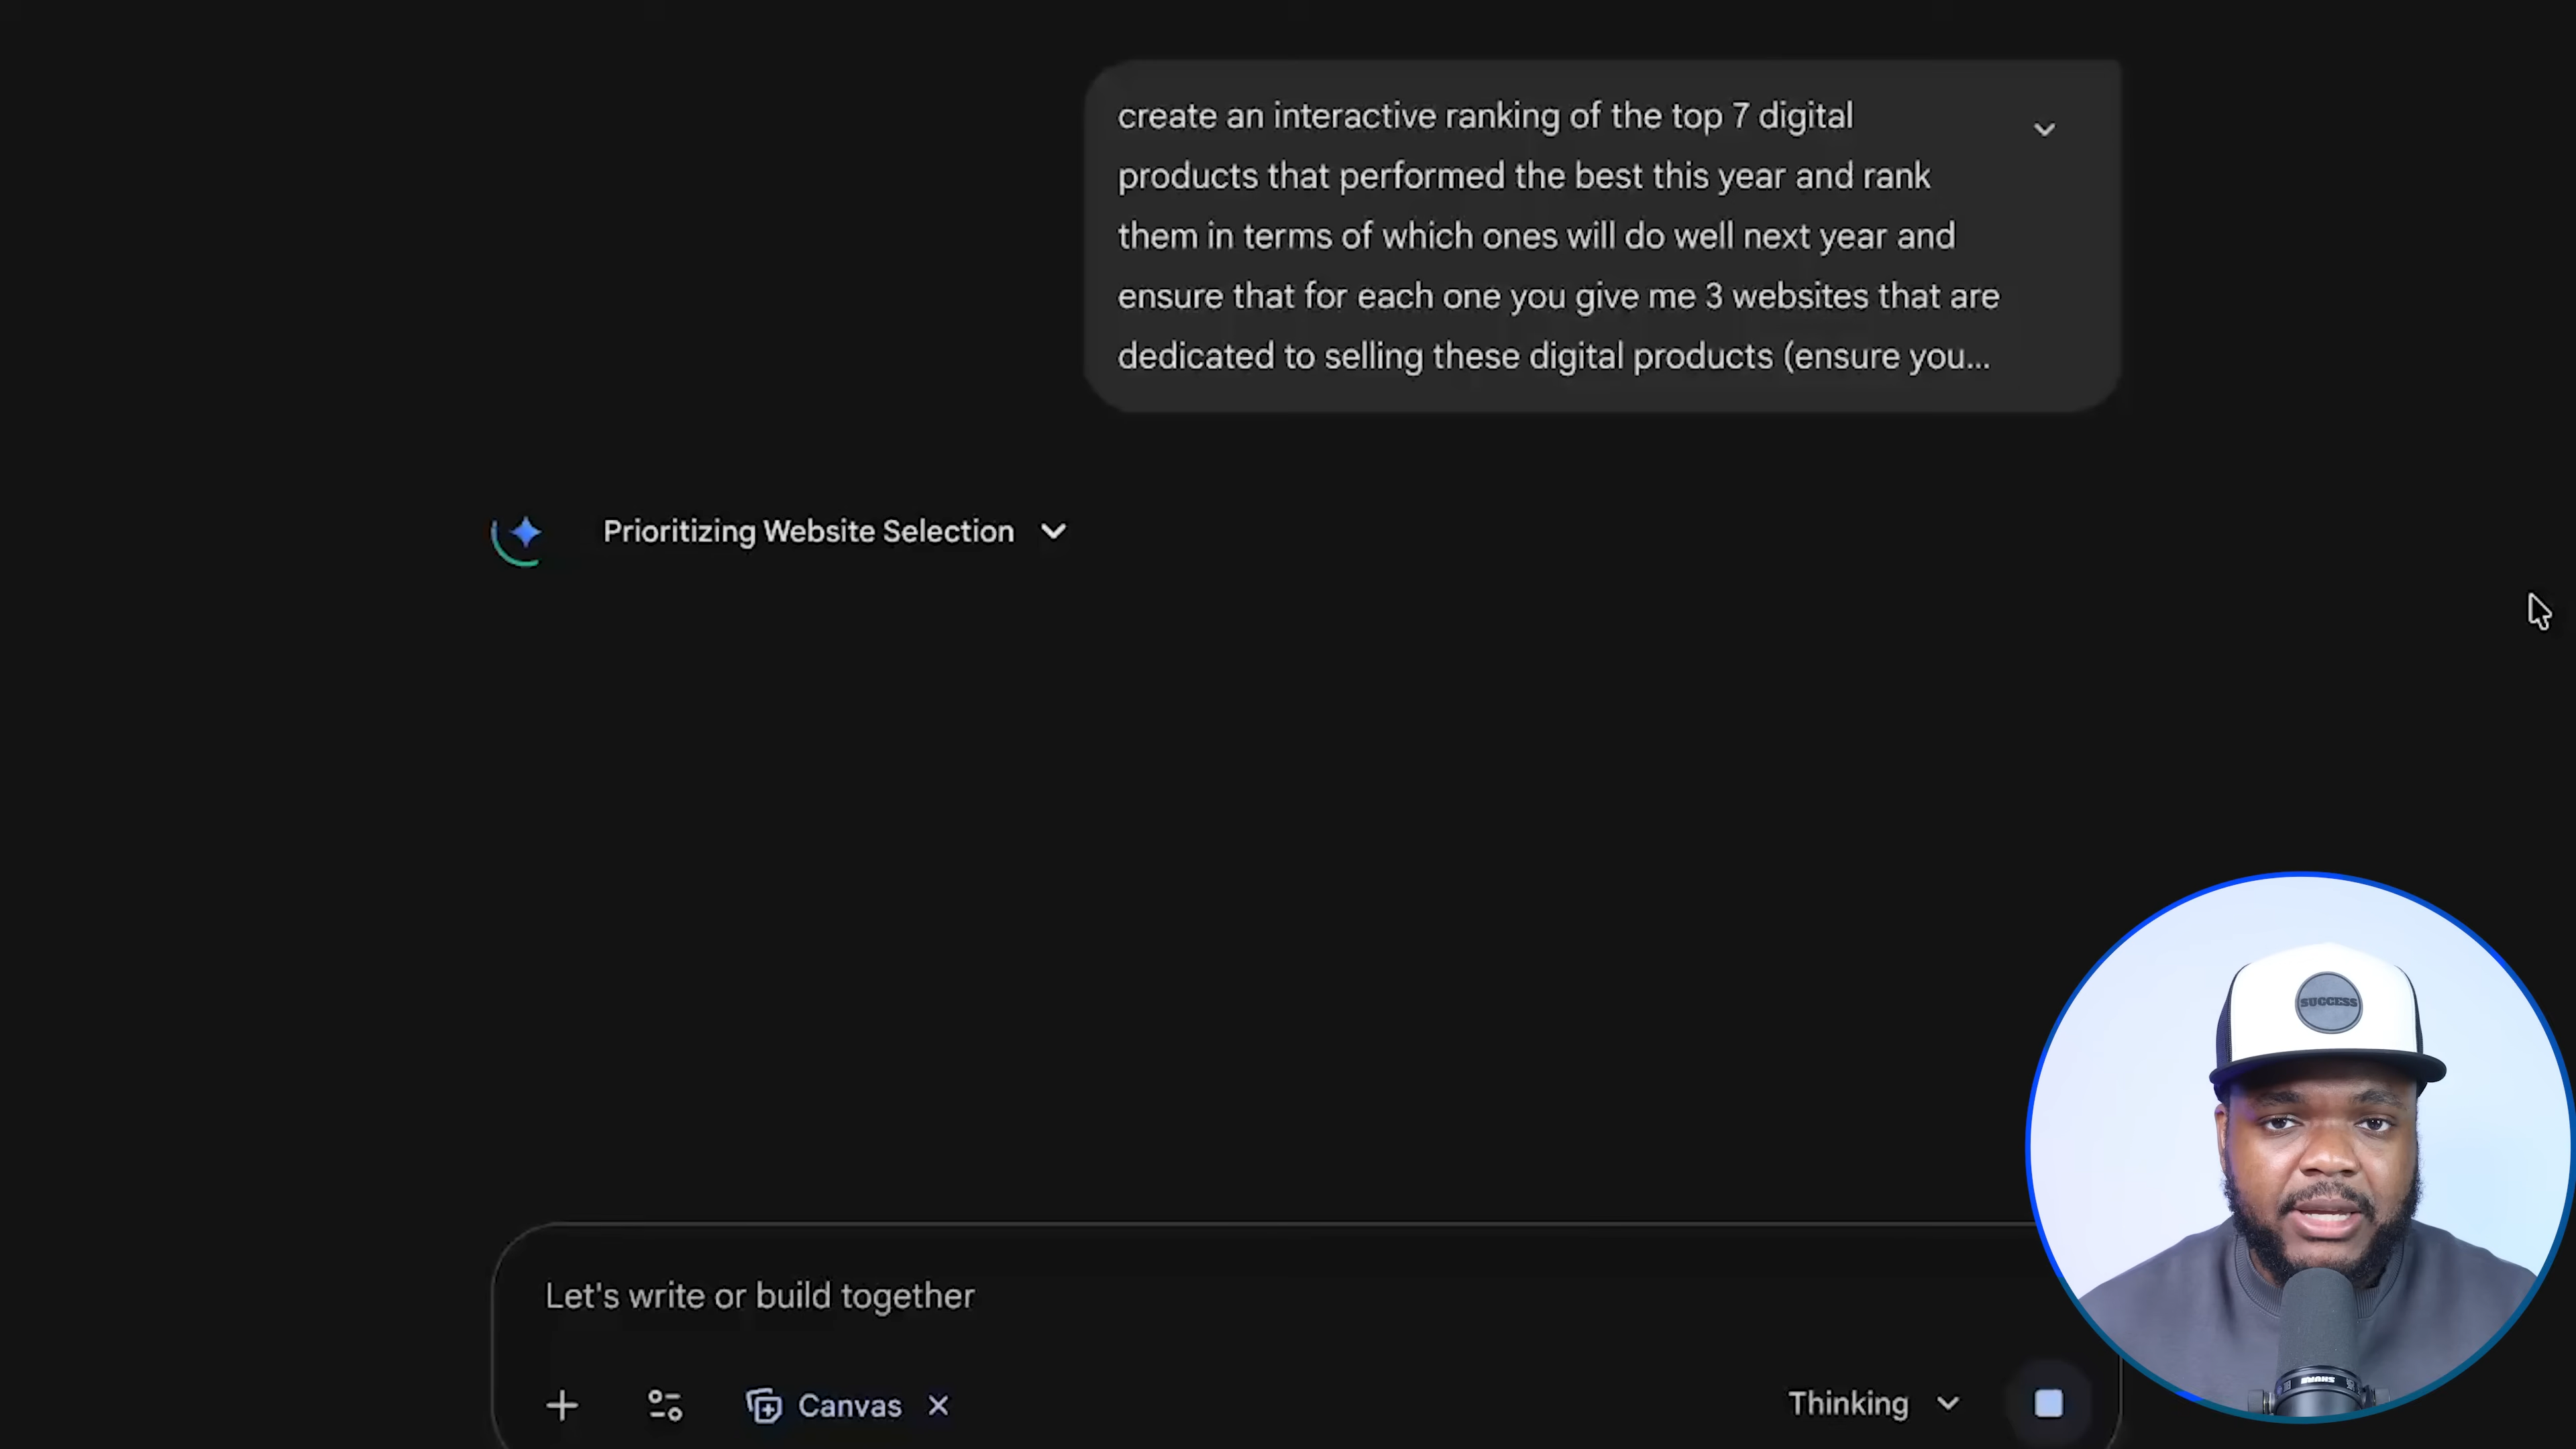 create an interactive ranking of the top 7 digital
products that performed the best this year and rank
them in terms of which ones will do well next year and
ensure that for each one you give me 3 websites that are
dedicated to selling these digital products (ensure you...
Prioritizing Website Selection
SUCCESS
Let's write or build together
Canvas
Thinking
SHURE